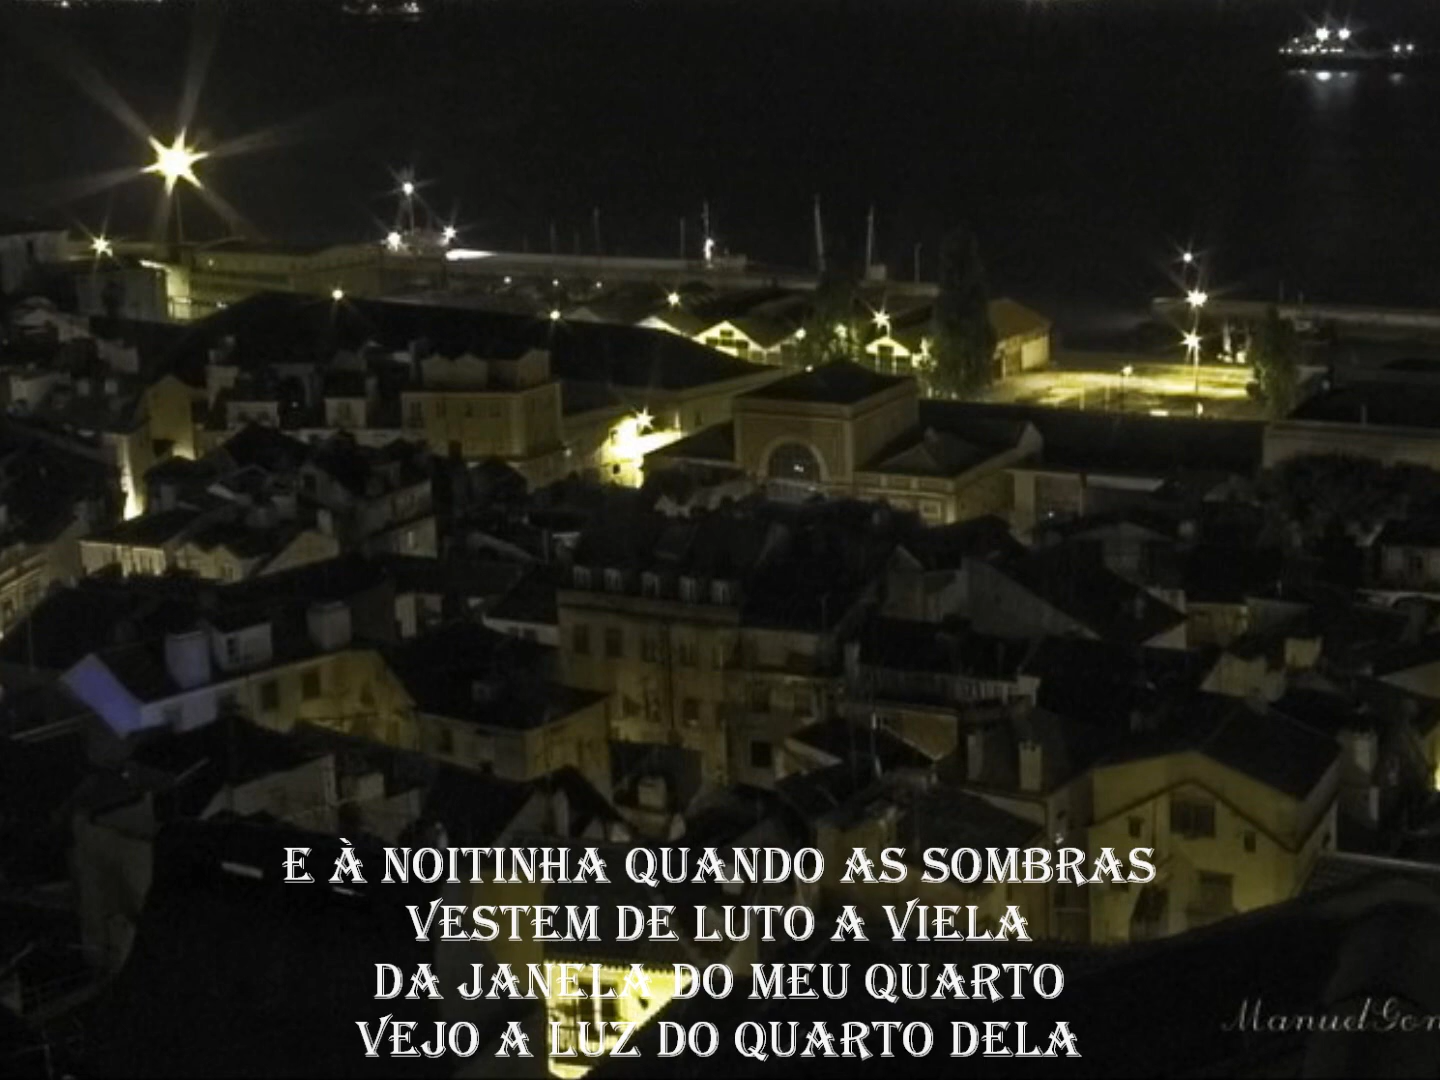 E À NOITINHA QUANDO AS SOMBRAS
VESTEM DE LUTO A VIELA
DA JANELA DO MEU QUARTO
VEJO A LUZ DO QUARTO DELA